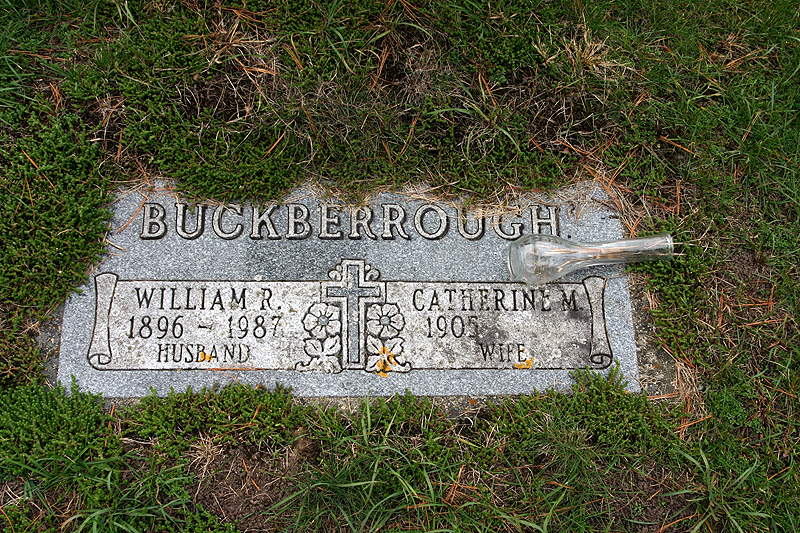 BUCKBERROUGH
WILLIAM R. CATHERINE M.
1896 - 1987 1905
HUSBAND WIFE